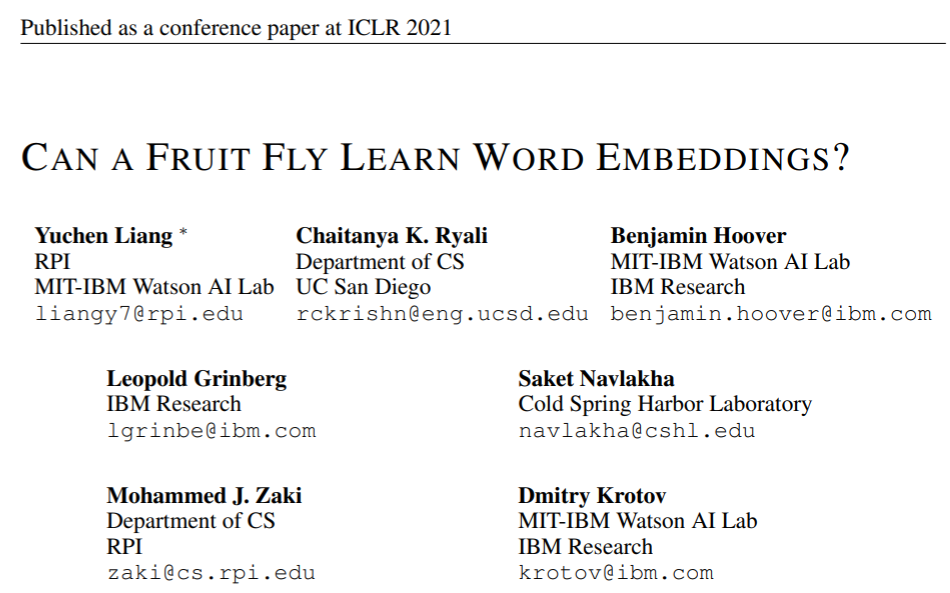 Published as a conference paper at ICLR 2021
CAN A FRUIT FLY LEARN WORD EMBEDDINGS?
Yuchen Liang *
RPI
MIT-IBM Watson AI Lab
liangy7@rpi.edu
Chaitanya K. Ryali
Department of CS
UC San Diego
rckrishn@eng.ucsd.edu
Benjamin Hoover
MIT-IBM Watson AI Lab
IBM Research
benjamin.hoover@ibm.com
Leopold Grinberg
IBM Research
lgrinbe@ibm.com
Saket Navlakha
Cold Spring Harbor Laboratory
navlakha@cshl.edu
Mohammed J. Zaki
Department of CS
RPI
zaki@cs.rpi.edu
Dmitry Krotov
MIT-IBM Watson AI Lab
IBM Research
krotov@ibm.com